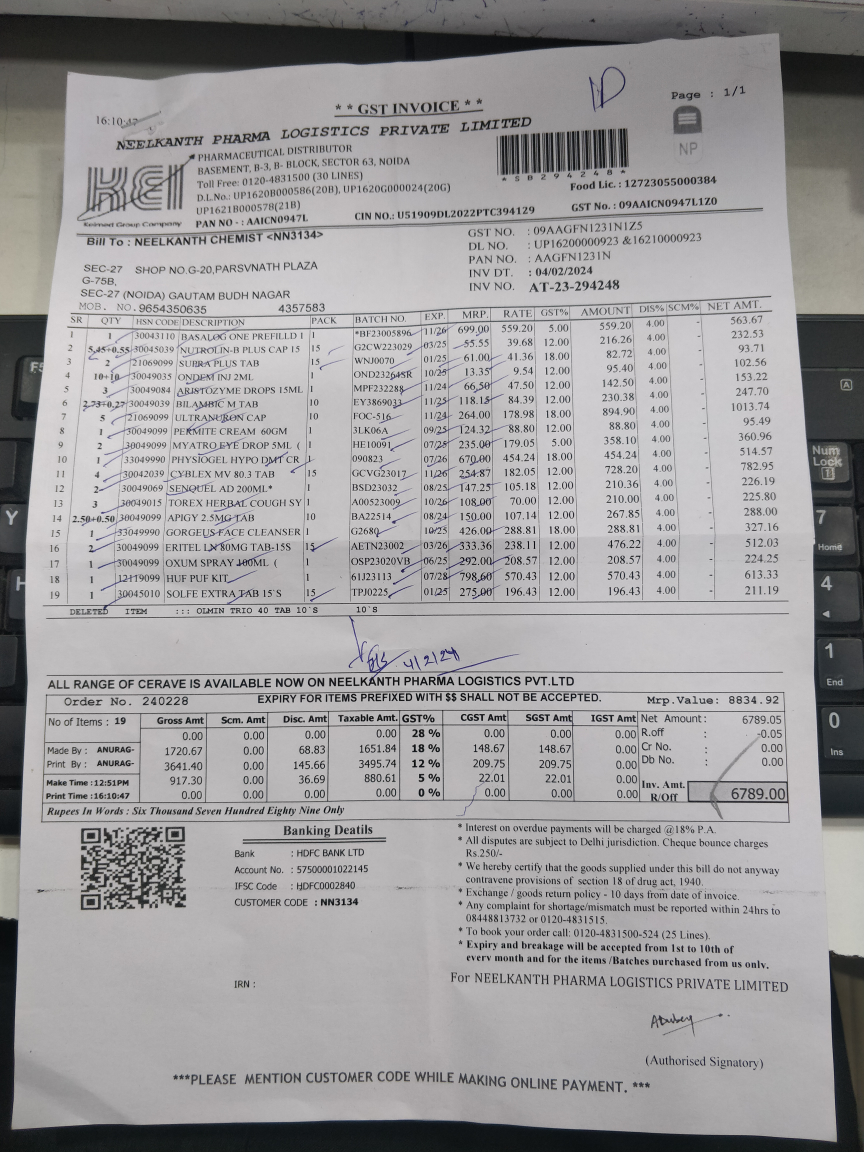 * * GST INVOICE * *
Page : 1/1
16:10:47
NEELKANTH PHARMA LOGISTICS PRIVATE LIMITED
NP
KEI
Keimed Group Company
PHARMACEUTICAL DISTRIBUTOR
BASEMENT, B-3, B- BLOCK, SECTOR 63, NOIDA
Toll Free: 0120-4831500 (30 LINES)
D.L.No.: UP1620B000586(20B), UP1620G000024(20G)
UP1621B000578(21B)
PAN NO - : AAICN0947L
CIN NO.: U51909DL2022PTC394129
* S B 2 9 4 2 4 8 *
Food Lic. : 12723055000384
GST No. : 09AAICN0947L1Z0
Bill To : NEELKANTH CHEMIST <NN3134>
SEC-27 SHOP NO.G-20,PARSVNATH PLAZA
G-75B,
SEC-27 (NOIDA) GAUTAM BUDH NAGAR
MOB. NO. 9654350635 4357583
GST NO. : 09AAGFN1231N1Z5
DL NO. : UP16200000923 &16210000923
PAN NO. : AAGFN1231N
INV DT. : 04/02/2024
INV NO. AT-23-294248
SR QTY HSN CODE DESCRIPTION PACK BATCH NO. EXP. MRP. RATE GST% AMOUNT DIS% SCM% NET AMT.
1 1 30043110 BASALOG ONE PREFILLD 1 *BF23005896 11/26 699.00 559.20 5.00 559.20 4.00 - 563.67
2 5.45+0.55 30045039 NUTROLIN-B PLUS CAP 15 15 G2CW223029 03/25 55.55 39.68 12.00 216.26 4.00 - 232.53
3 2 21069099 SUBRA PLUS TAB 15 WNJ0070 01/25 61.00 41.36 18.00 82.72 4.00 - 93.71
4 10+10 30049035 ONDEM INJ 2ML 1 OND23264SR 10/25 13.35 9.54 12.00 95.40 4.00 - 102.56
5 3 30049084 ARISTOZYME DROPS 15ML 1 MPF232288 11/24 66.50 47.50 12.00 142.50 4.00 - 153.22
6 2.73+0.27 30049039 BILAMBIC M TAB 10 EY3869033 11/24 118.15 84.39 12.00 230.38 4.00 - 247.70
7 5 21069099 ULTRANURON CAP 10 FOC-516 11/24 264.00 178.98 18.00 894.90 4.00 - 1013.74
8 1 30049099 PERMITE CREAM 60GM 1 3LK06A 09/25 124.32 88.80 12.00 88.80 4.00 - 95.49
9 2 30049099 MYATRO EYE DROP 5ML ( 1 HE10091 07/25 235.00 179.05 5.00 358.10 4.00 - 360.96
10 1 33049990 PHYSIOGEL HYPO DMT CR 1 090823 07/26 670.00 454.24 18.00 454.24 4.00 - 514.57
11 4 30042039 CYBLEX MV 80.3 TAB 15 GCVG23017 11/26 254.87 182.05 12.00 728.20 4.00 - 782.95
12 2 30049069 SENQUEL AD 200ML* 1 BSD23032 08/25 147.25 105.18 12.00 210.36 4.00 - 226.19
13 3 30049015 TOREX HERBAL COUGH SY 1 A00523009 10/26 108.00 70.00 12.00 210.00 4.00 - 225.80
14 2.50+0.50 30049099 APIGY 2.5MG TAB 10 BA22514 08/24 150.00 107.14 12.00 267.85 4.00 - 288.00
15 1 33049990 GORGEUS FACE CLEANSER 1 G2680 10/25 426.00 288.81 18.00 288.81 4.00 - 327.16
16 2 30049099 ERITEL LN 80MG TAB-15S 15 AETN23002 03/26 333.36 238.11 12.00 476.22 4.00 - 512.03
17 1 30049099 OXUM SPRAY 100ML ( 1 OSP23020VB 06/25 292.00 208.57 12.00 208.57 4.00 - 224.25
18 1 12119099 HUF PUF KIT 1 61J23113 07/28 798.60 570.43 12.00 570.43 4.00 - 613.33
19 1 30045010 SOLFE EXTRA TAB 15`S 15 TPJ0225 01/25 275.00 196.43 12.00 196.43 4.00 - 211.19
DELETED ITEM ::: OLMIN TRIO 40 TAB 10`S 10`S
4/2/24
ALL RANGE OF CERAVE IS AVAILABLE NOW ON NEELKANTH PHARMA LOGISTICS PVT.LTD
Order No. 240228 EXPIRY FOR ITEMS PREFIXED WITH $$ SHALL NOT BE ACCEPTED. Mrp.Value: 8834.92
No of Items : 19 Gross Amt Scm. Amt Disc. Amt Taxable Amt. GST% CGST Amt SGST Amt IGST Amt Net Amount : 6789.05
0.00 0.00 0.00 0.00 28 % 0.00 0.00 0.00 R.off : -0.05
Made By : ANURAG- 1720.67 0.00 68.83 1651.84 18 % 148.67 148.67 0.00 Cr No. : 0.00
Print By : ANURAG- 3641.40 0.00 145.66 3495.74 12 % 209.75 209.75 0.00 Db No. : 0.00
Make Time :12:51PM 917.30 0.00 36.69 880.61 5 % 22.01 22.01 0.00 Inv. Amt.
Print Time :16:10:47 0.00 0.00 0.00 0.00 0 % 0.00 0.00 0.00 R/Off 6789.00
Rupees In Words : Six Thousand Seven Hundred Eighty Nine Only
Banking Deatils
Bank : HDFC BANK LTD
Account No. : 57500001022145
IFSC Code : HDFC0002840
CUSTOMER CODE : NN3134
IRN :
* Interest on overdue payments will be charged @18% P.A.
* All disputes are subject to Delhi jurisdiction. Cheque bounce charges
Rs.250/-
* We hereby certify that the goods supplied under this bill do not anyway
contravene provisions of section 18 of drug act, 1940.
* Exchange / goods return policy - 10 days from date of invoice.
* Any complaint for shortage/mismatch must be reported within 24hrs to
08448813732 or 0120-4831515.
* To book your order call: 0120-4831500-524 (25 Lines).
* Expiry and breakage will be accepted from 1st to 10th of
every month and for the items /Batches purchased from us only.
For NEELKANTH PHARMA LOGISTICS PRIVATE LIMITED
ADubey
(Authorised Signatory)
***PLEASE MENTION CUSTOMER CODE WHILE MAKING ONLINE PAYMENT. ***
F5
Y
H
A
Num
Lock
7
Home
4
1
End
0
Ins